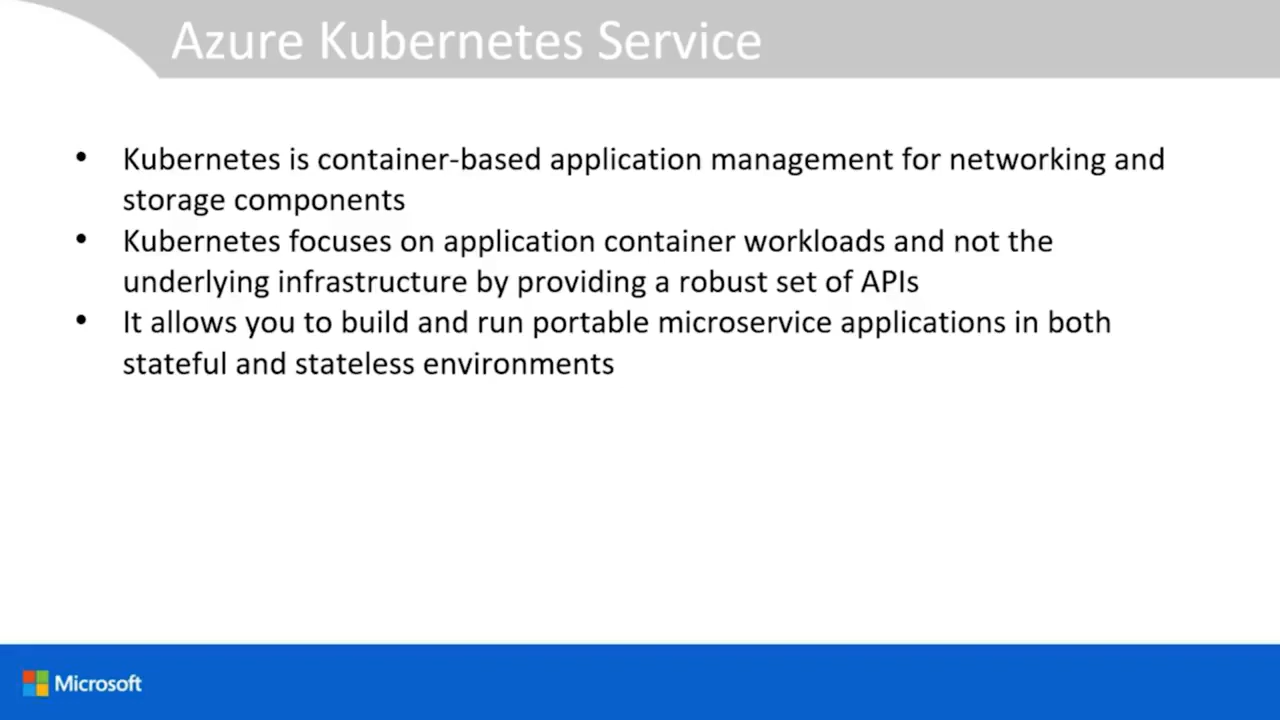 Azure Kubernetes Service
• Kubernetes is container-based application management for networking and
storage components
• Kubernetes focuses on application container workloads and not the
underlying infrastructure by providing a robust set of APIs
• It allows you to build and run portable microservice applications in both
stateful and stateless environments
Microsoft